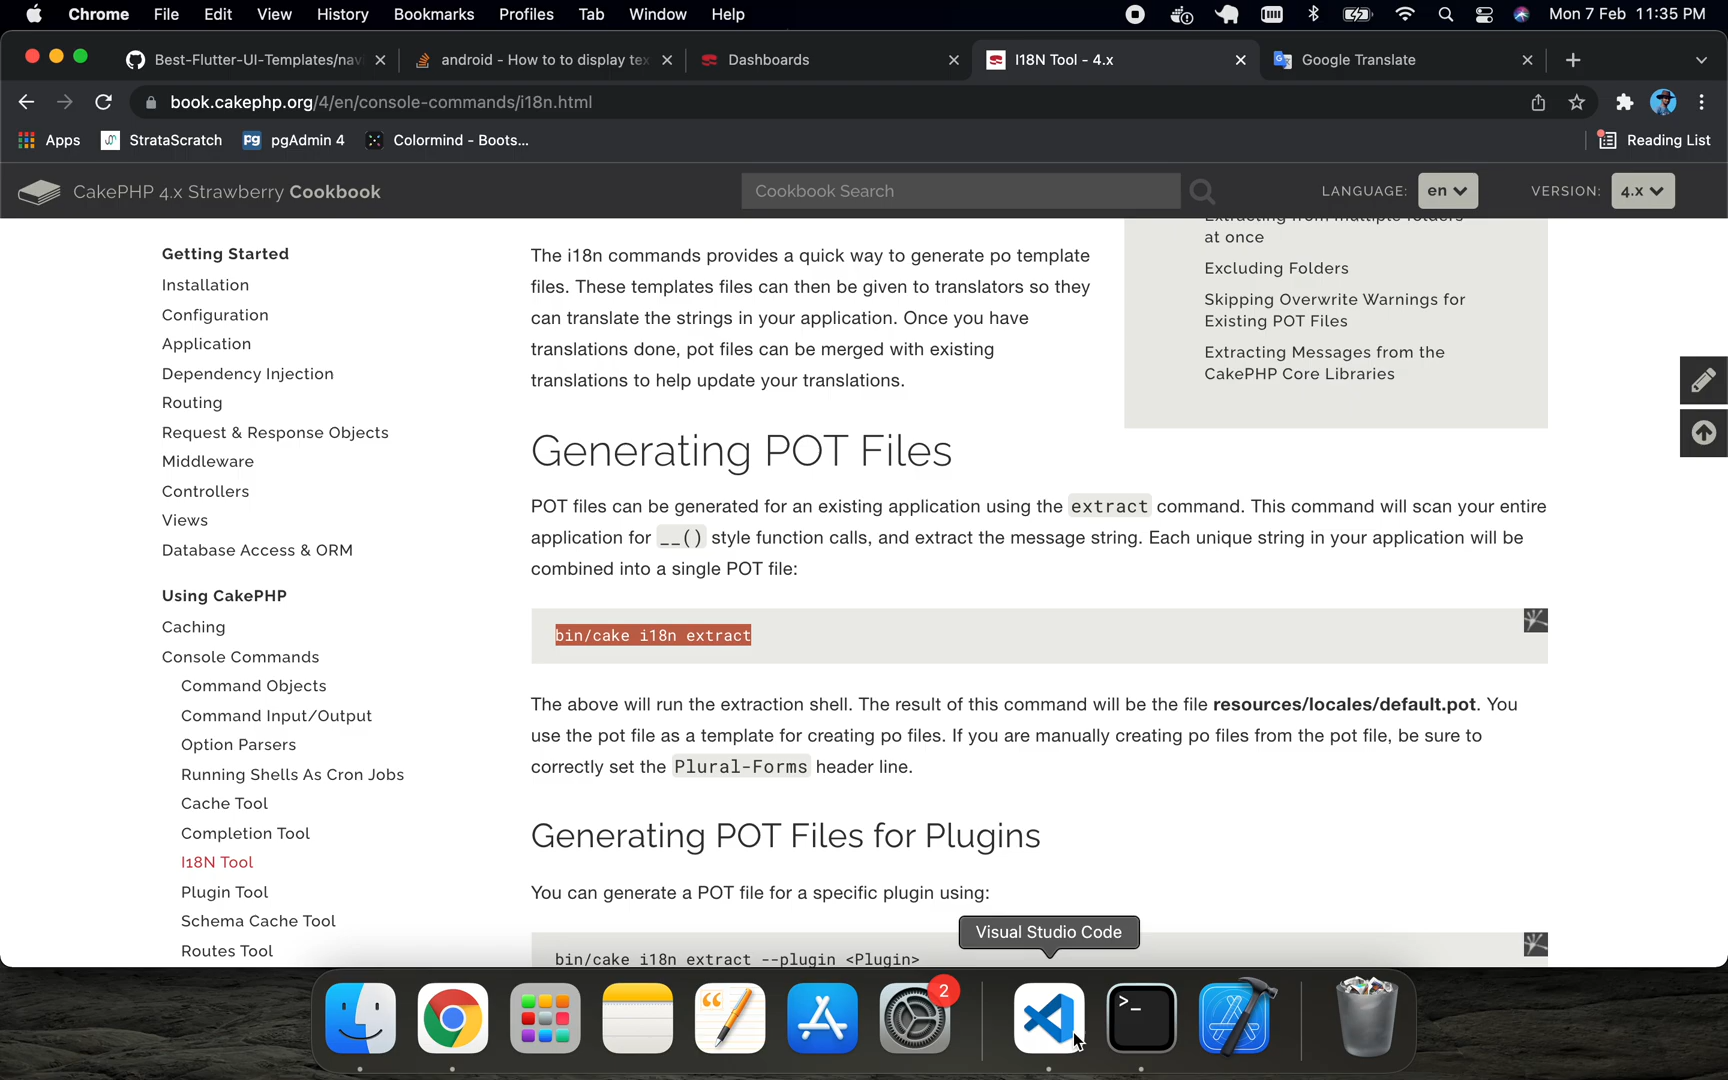 Chrome File Edit View History Bookmarks Profiles Tab Window Help Mon 7 Feb 11:35 PM
Best-Flutter-UI-Templates/navi android - How to to display tex Dashboards I18N Tool - 4.x Google Translate
book.cakephp.org/4/en/console-commands/i18n.html
Apps StrataScratch pgAdmin 4 Colormind - Boots... Reading List
CakePHP 4.x Strawberry Cookbook Cookbook Search LANGUAGE: en VERSION: 4.x
Getting Started
Installation
Configuration
Application
Dependency Injection
Routing
Request & Response Objects
Middleware
Controllers
Views
Database Access & ORM
Using CakePHP
Caching
Console Commands
Command Objects
Command Input/Output
Option Parsers
Running Shells As Cron Jobs
Cache Tool
Completion Tool
I18N Tool
Plugin Tool
Schema Cache Tool
Routes Tool
The i18n commands provides a quick way to generate po template
files. These templates files can then be given to translators so they
can translate the strings in your application. Once you have
translations done, pot files can be merged with existing
translations to help update your translations.
Extracting from multiple folders
at once
Excluding Folders
Skipping Overwrite Warnings for
Existing POT Files
Extracting Messages from the
CakePHP Core Libraries
Generating POT Files
POT files can be generated for an existing application using the extract command. This command will scan your entire
application for __() style function calls, and extract the message string. Each unique string in your application will be
combined into a single POT file:
bin/cake i18n extract
The above will run the extraction shell. The result of this command will be the file resources/locales/default.pot. You
use the pot file as a template for creating po files. If you are manually creating po files from the pot file, be sure to
correctly set the Plural-Forms header line.
Generating POT Files for Plugins
You can generate a POT file for a specific plugin using:
bin/cake i18n extract --plugin <Plugin>
Visual Studio Code
2